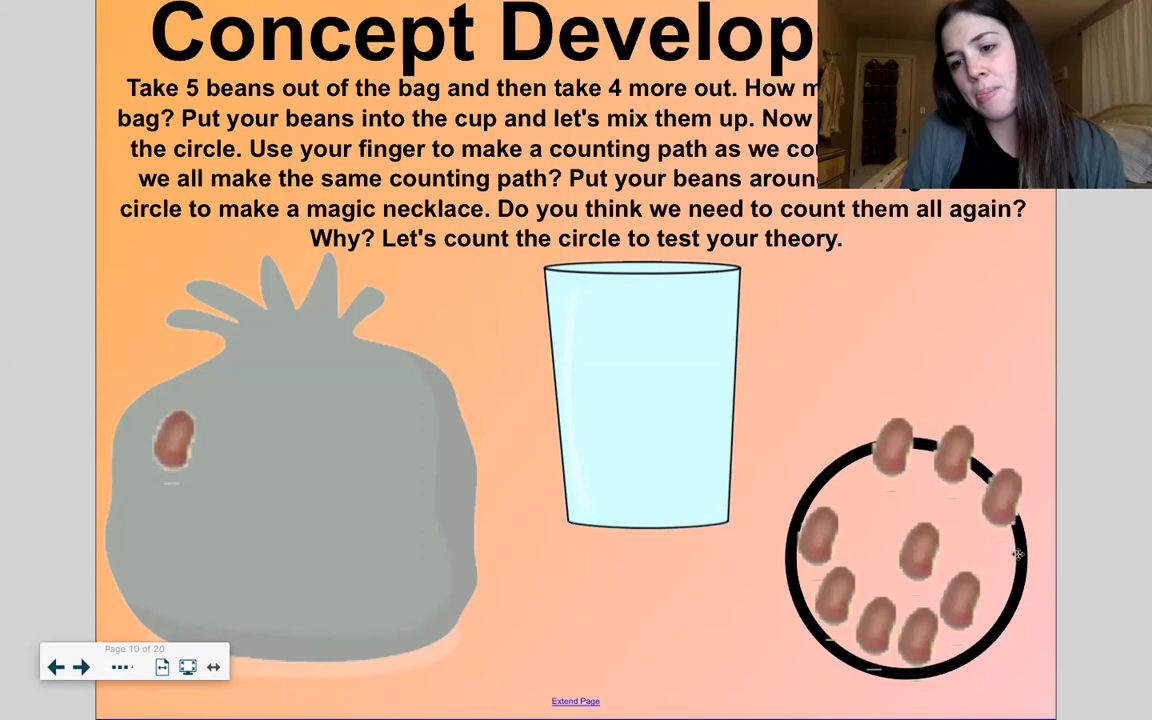 Concept Develop
Take 5 beans out of the bag and then take 4 more out. How m
bag? Put your beans into the cup and let's mix them up. Now
the circle. Use your finger to make a counting path as we co
we all make the same counting path? Put your beans aroun
circle to make a magic necklace. Do you think we need to count them all again?
Why? Let's count the circle to test your theory.
Page 10 of 20
Extend Page